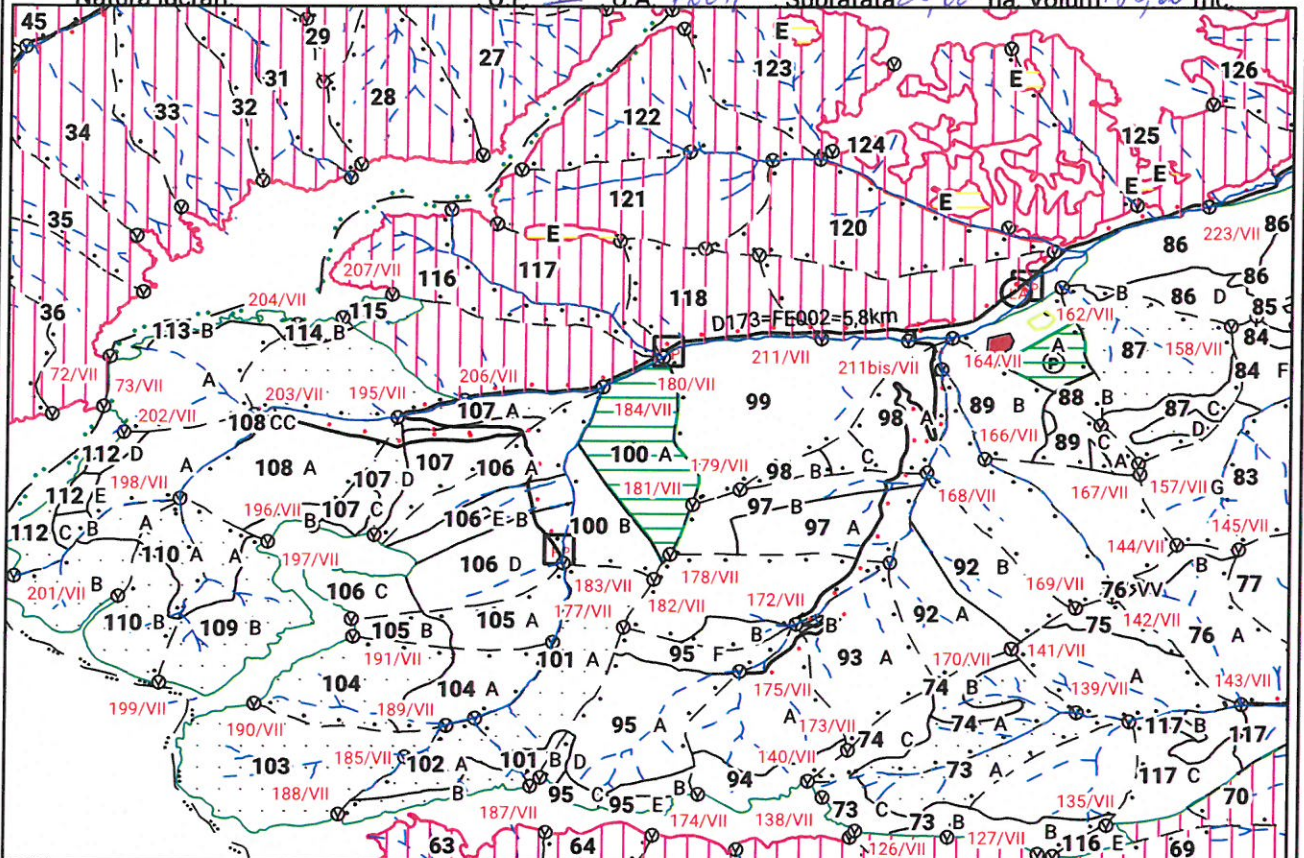 Natura lucrări: U.P. U.A. Suprafaţa ha. Volum mc.
45 29 27 E 123 E 126
31 28
33 32 122
34 124 125
121 E E
35 E 120 E
223/VII 86 86
207/VII 116 117 86
204/VII 118 B 86 D
36 113 B 114 B 115 D173=FE002=5,8km 162/VII 85
72/VII 211/VII 211bis/VII 164/VII A P 87 158/VII 84
73/VII A 203/VII 195/VII 206/VII 180/VII 84 F
202/VII 107 A 184/VII 99 98 A 89 B 88 B 87 C
108 CC 166/VII D
112 D 108 A 107 106 A 100 A 179/VII 98 B C 89 C
198/VII A 107 D A 83
112 E 196/VII 107 C 181/VII 168/VII 167/VII 157/VII G
B 106 E B 100 B 97 B 97 A 145/VII
112 C B A
110 A A 197/VII 106 D 144/VII B
201/VII B 106 C 183/VII 178/VII 92 B 169/VII 76 VV 77
110 B 109 B 105 A 177/VII 182/VII 172/VII 92 A 142/VII
105 B B B 75 76 A
191/VII 101 A 95 F 93 A 170/VII 141/VII
104 104 A 175/VII 74 B 139/VII A 143/VII
199/VII 189/VII
190/VII 95 A A 173/VII 74 A 117 B 117
103 185/VII 102 A 101 B D 74 C
94 140/VII 73 A 117 C
188/VII B 95 C 95 E B 73 135/VII 70
187/VII 174/VII 138/VII 73 B
63 64 126/VII 127/VII 116 E 69